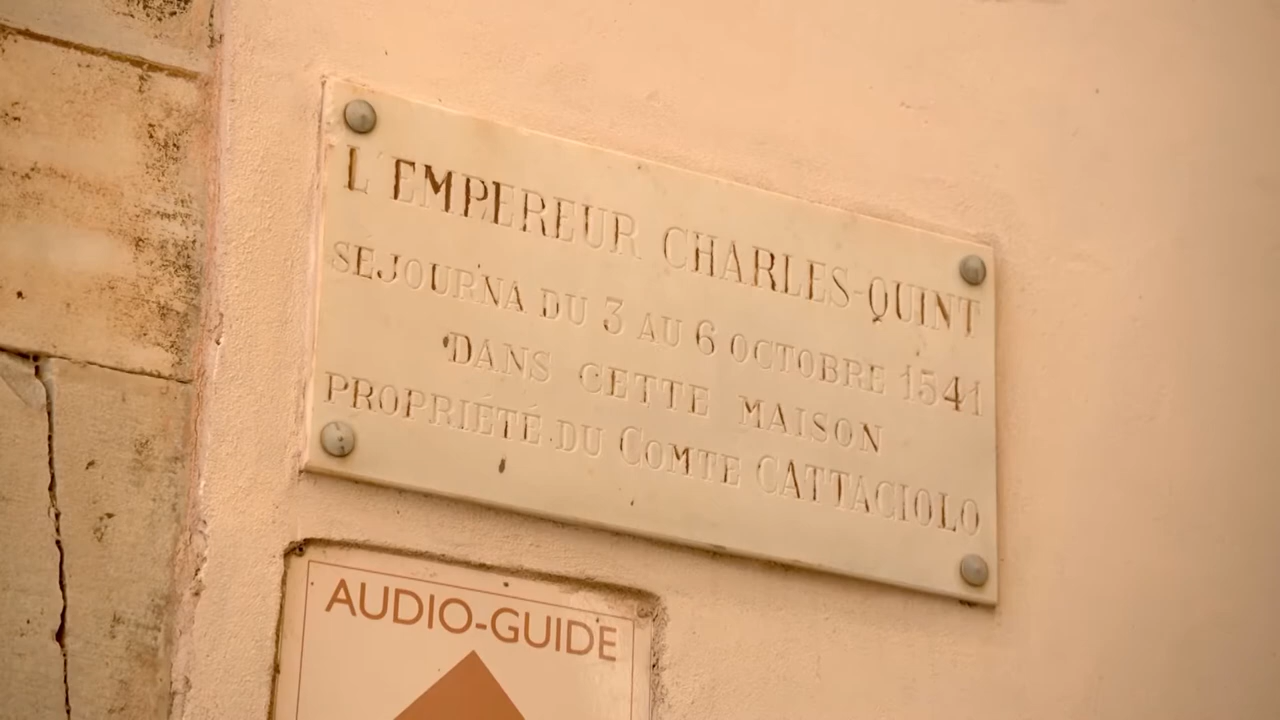 L'EMPEREUR CHARLES-QUINT
SEJOURNA DU 3 AU 6 OCTOBRE 1541
DANS CETTE MAISON
PROPRIÉTÉ DU COMTE CATTACIOLO
AUDIO-GUIDE